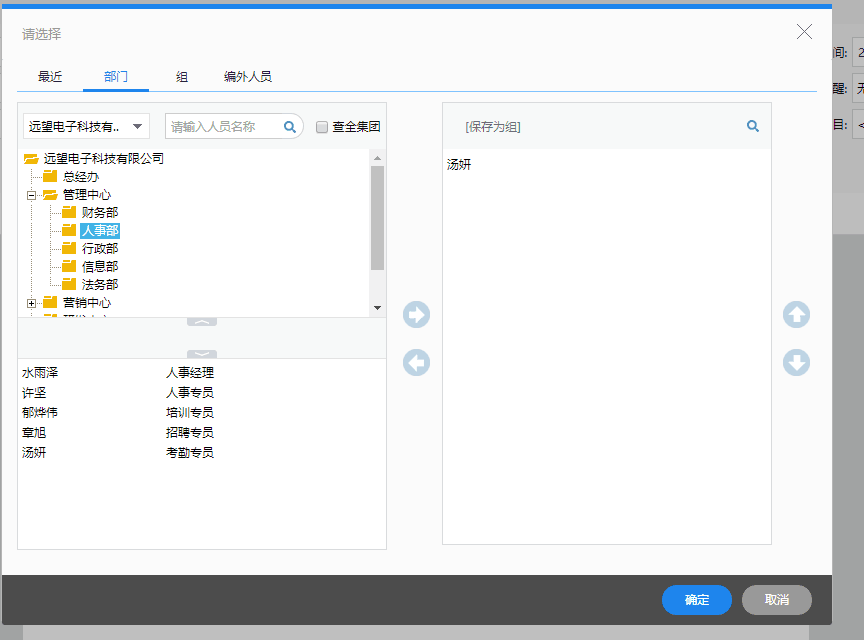 请选择
最近 部门 组 编外人员
远望电子科技有.. 请输入人员名称 查全集团
远望电子科技有限公司
总经办
管理中心
财务部
人事部
行政部
信息部
法务部
营销中心
水雨泽 人事经理
许坚 人事专员
郁烨伟 培训专员
章旭 招聘专员
汤妍 考勤专员
[保存为组]
汤妍
间: 2
醒: 无
目: <
确定 取消